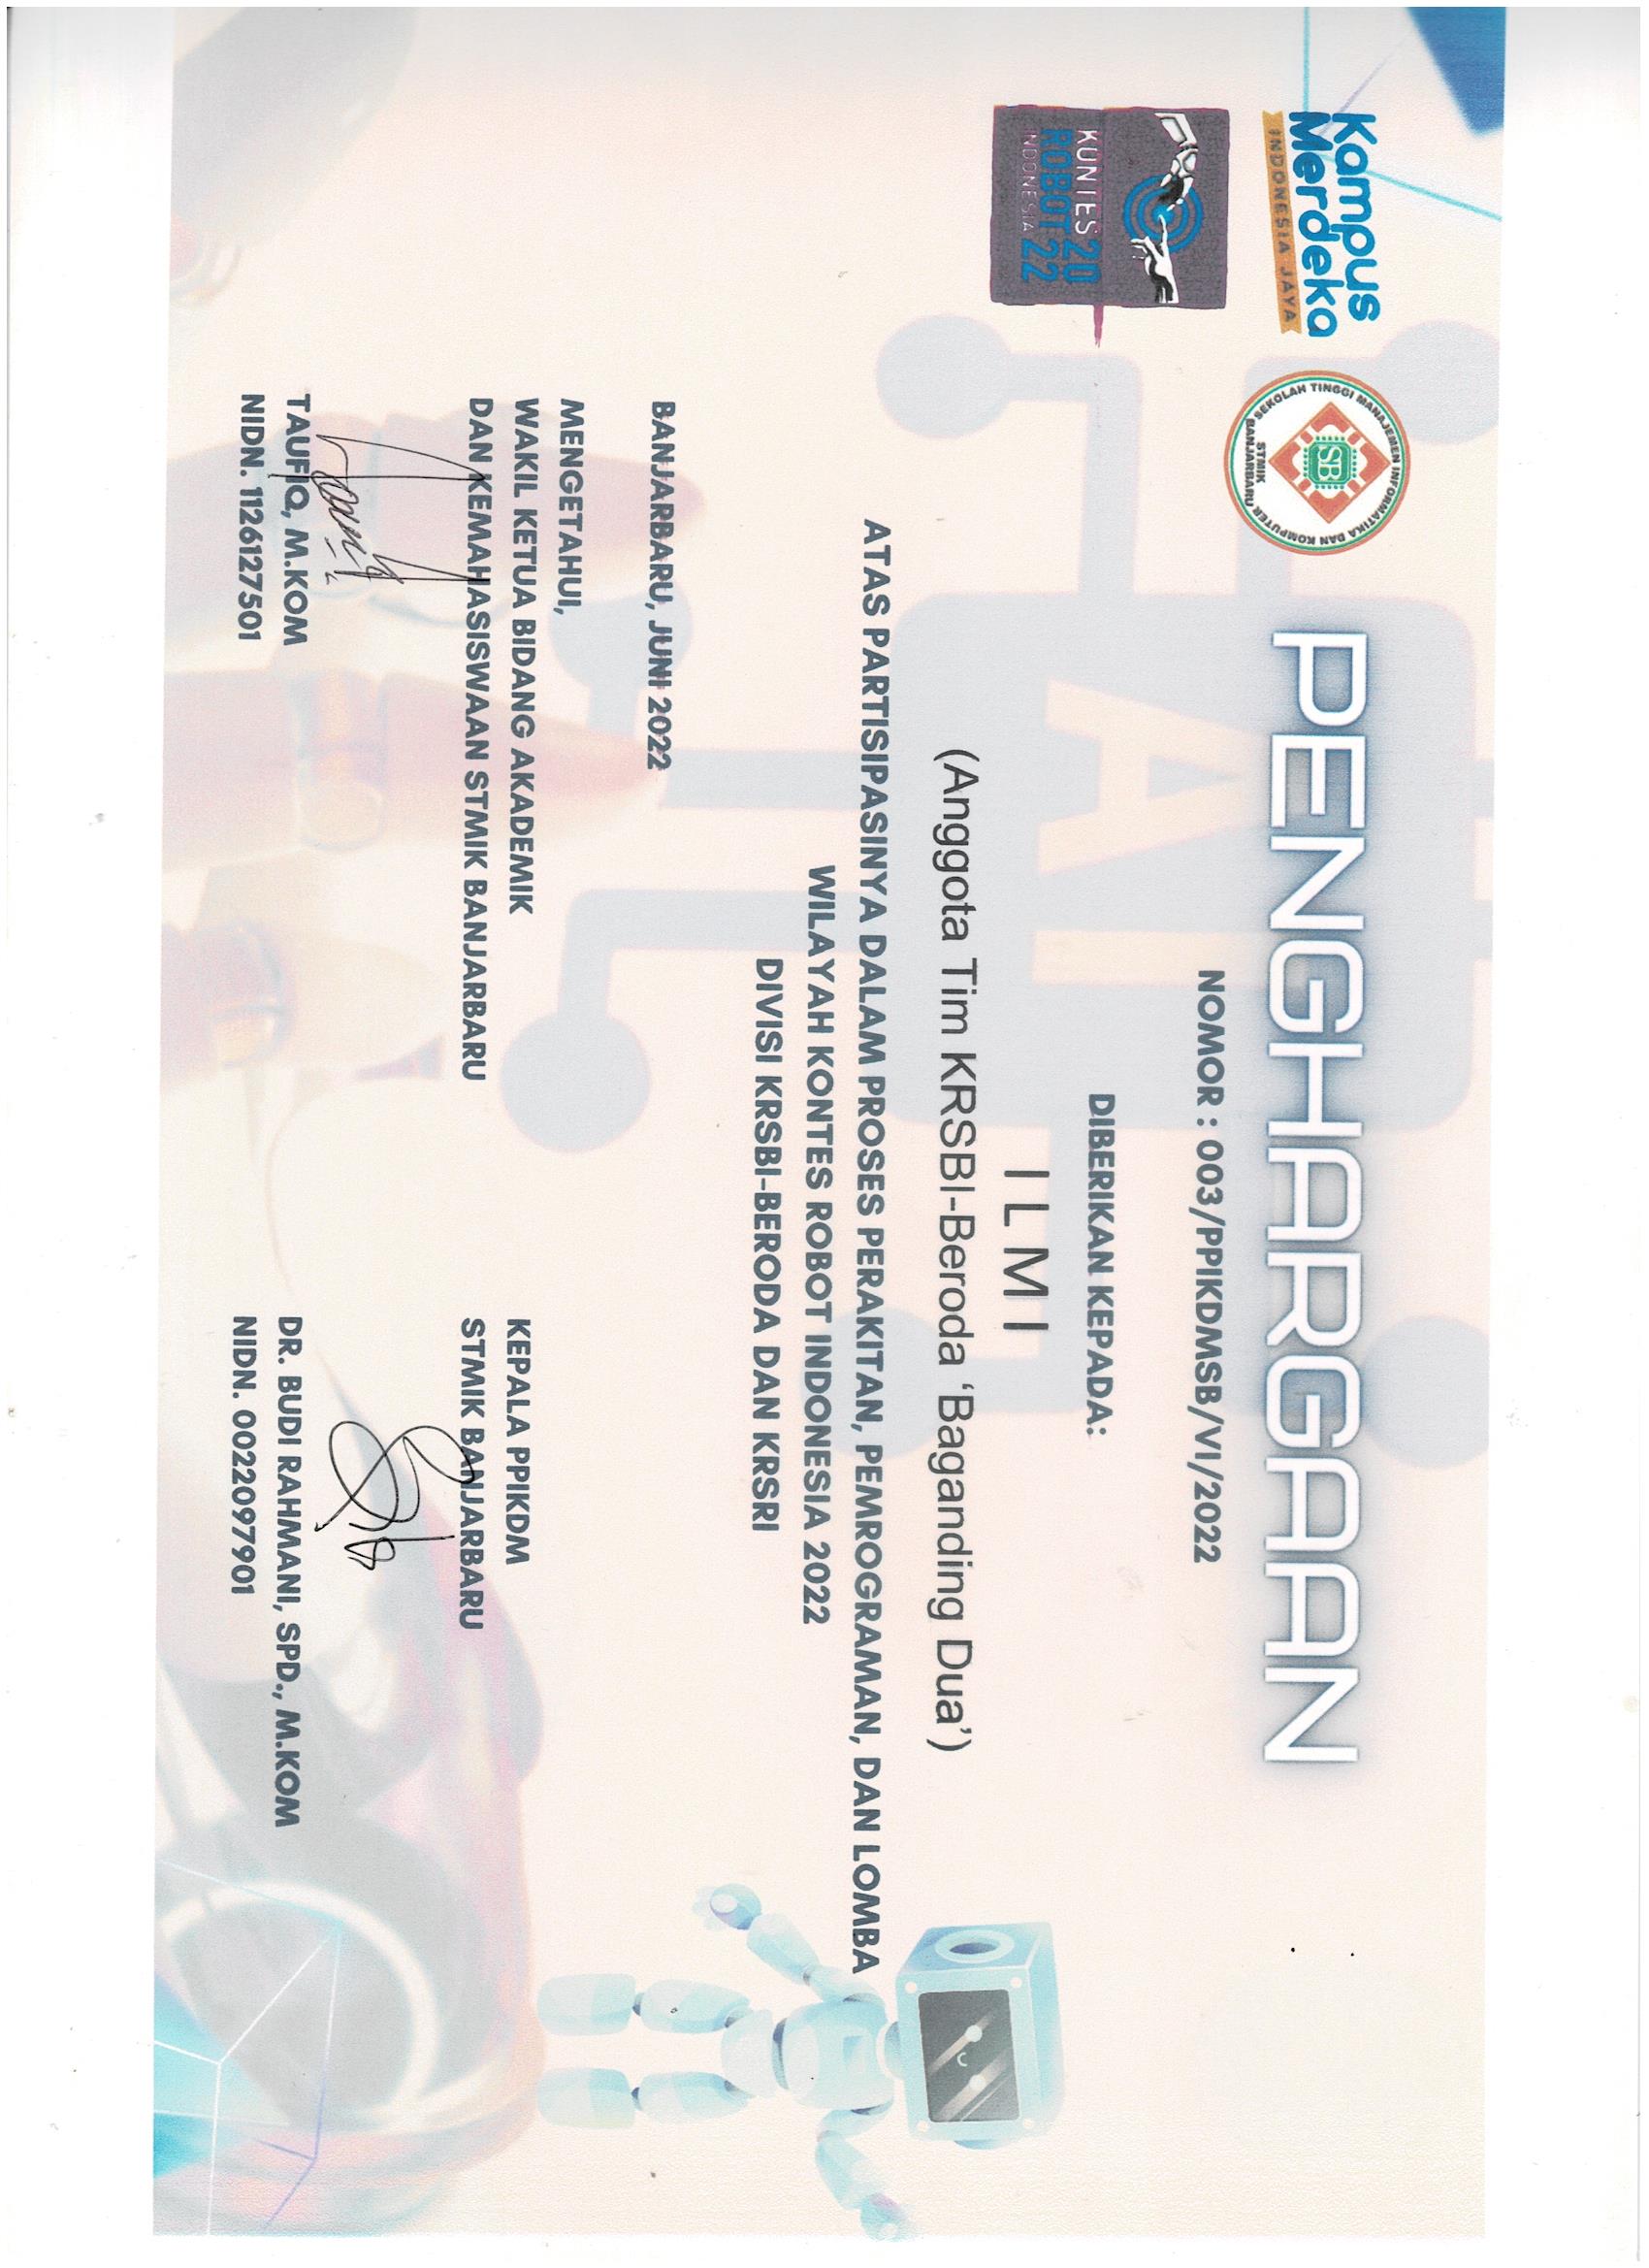 Kampus
Merdeka
INDONESIA JAYA
SEKOLAH TINGGI MANAJEMEN INFORMATIKA DAN KOMPUTER
SB
STMIK
BANJARBARU
KONTES 20
ROBOT 22
INDONESIA
PENGHARGAAN
NOMOR : 003/PPIKDMSB/VI/2022
DIBERIKAN KEPADA:
I L M I
(Anggota Tim KRSBI-Beroda 'Baganding Dua')
ATAS PARTISIPASINYA DALAM PROSES PERAKITAN, PEMROGRAMAN, DAN LOMBA
WILAYAH KONTES ROBOT INDONESIA 2022
DIVISI KRSBI-BERODA DAN KRSRI
AI
BANJARBARU, JUNI 2022
MENGETAHUI,
WAKIL KETUA BIDANG AKADEMIK
DAN KEMAHASISWAAN STMIK BANJARBARU
TAUFIQ, M.KOM
NIDN. 1126127501
KEPALA PPIKDM
STMIK BANJARBARU
DR. BUDI RAHMANI, SPD., M.KOM
NIDN. 0022097901